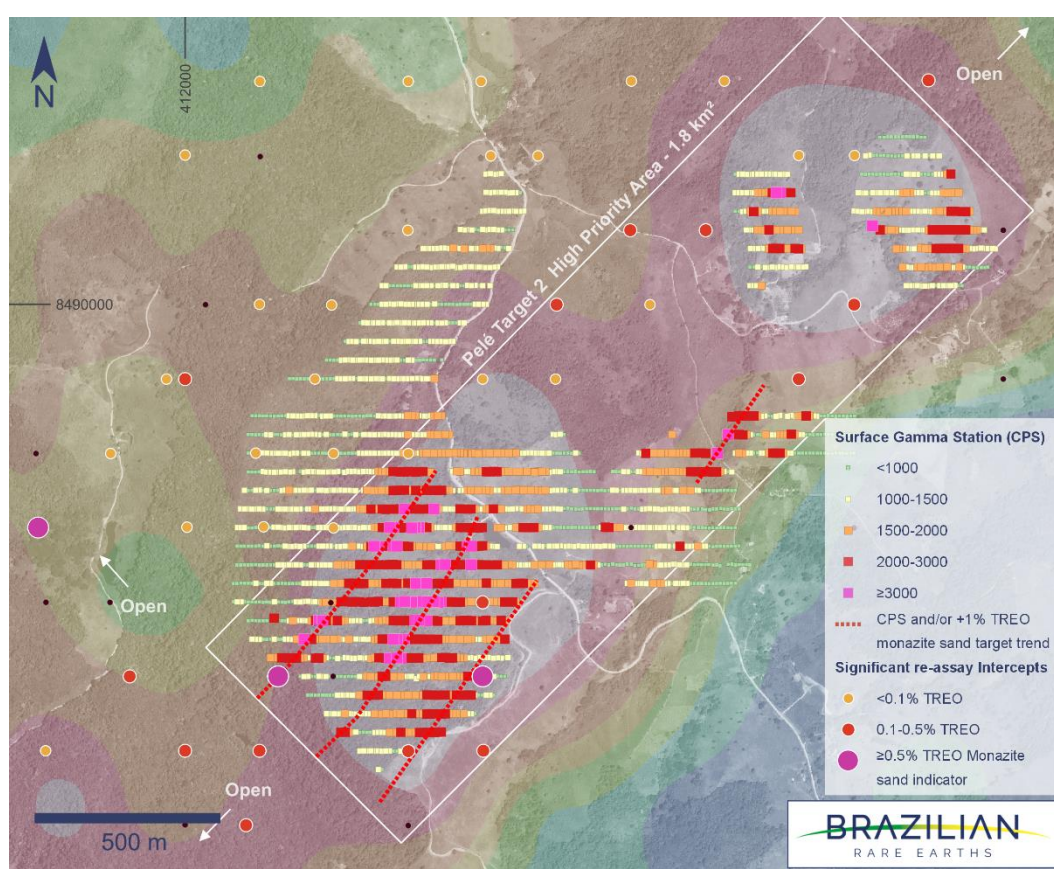 N
412000
Open
8490000
Pelé Target 2 High Priority Area - 1.8 km²
Surface Gamma Station (CPS)
<1000
1000-1500
1500-2000
2000-3000
≥3000
CPS and/or +1% TREO
monazite sand target trend
Significant re-assay Intercepts
<0.1% TREO
0.1-0.5% TREO
≥0.5% TREO Monazite
sand indicator
Open
Open
500 m
BRAZILIAN
RARE EARTHS